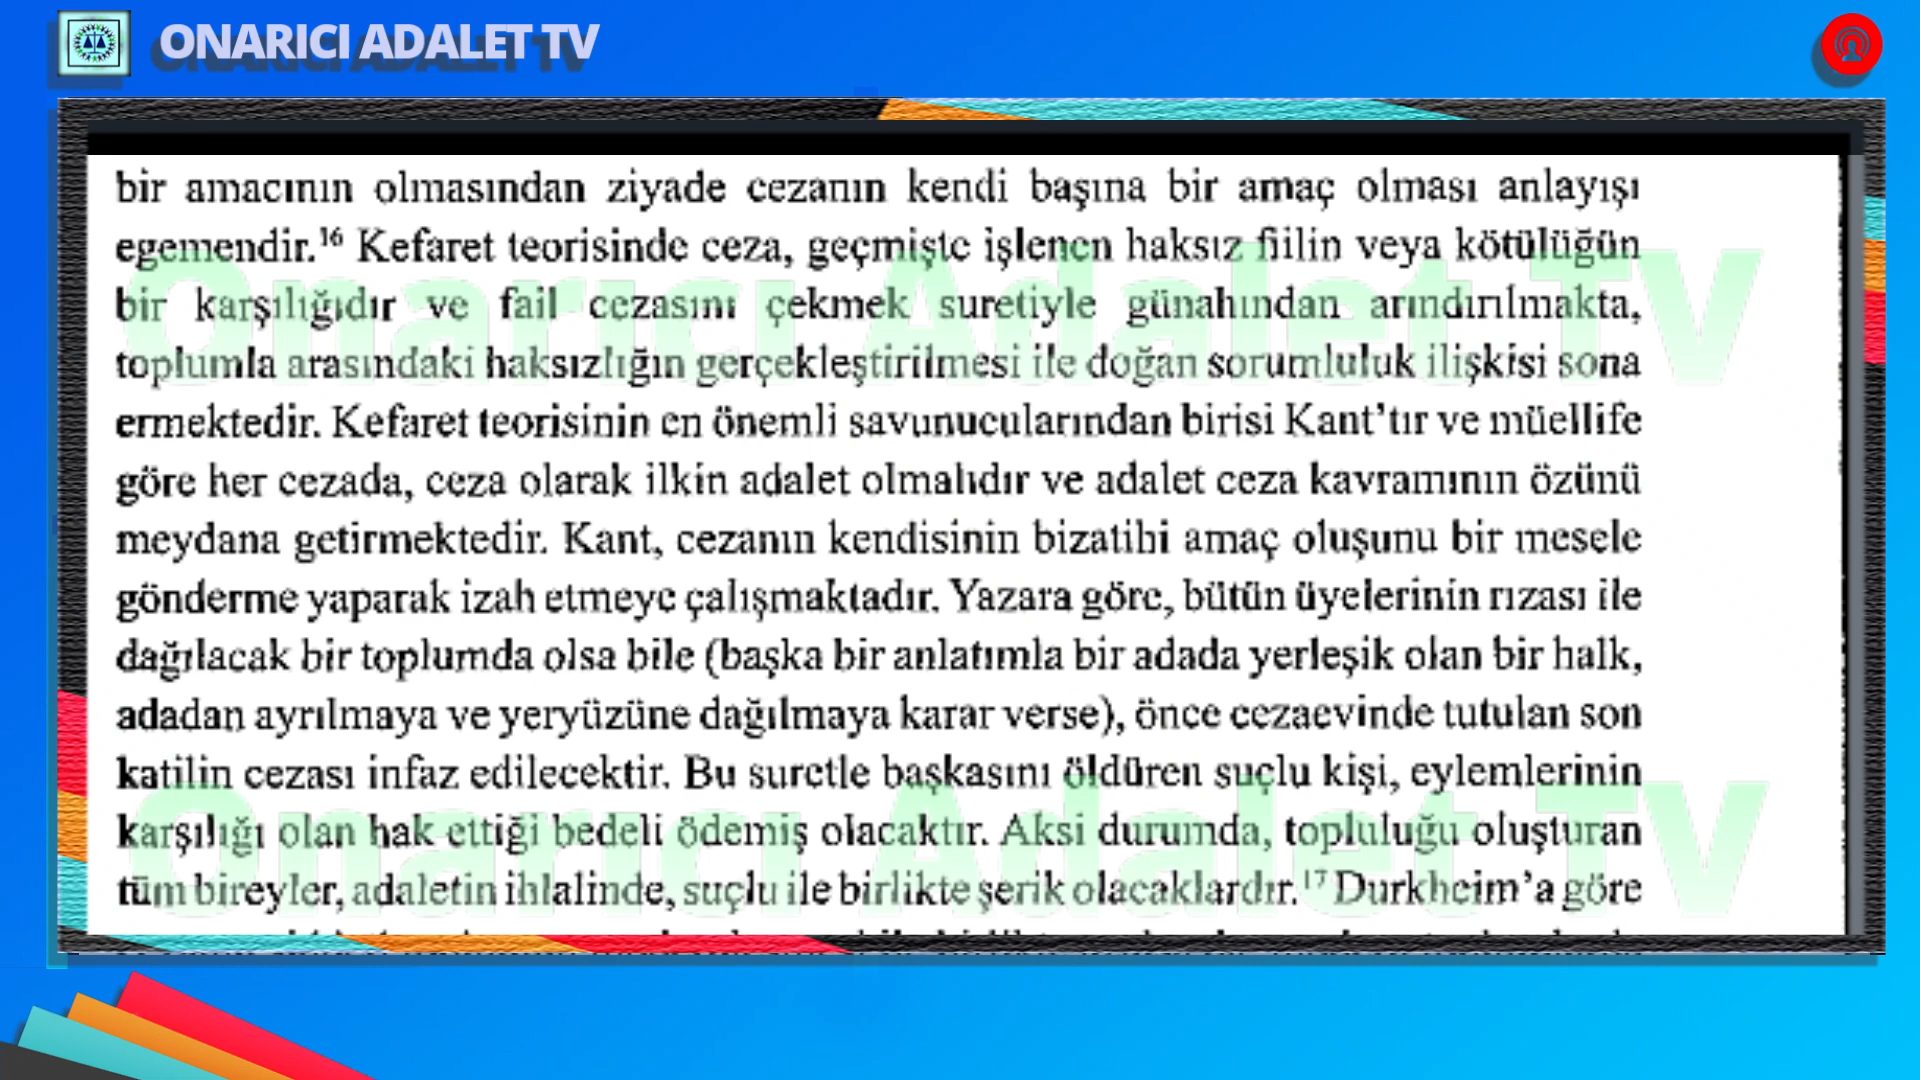 ONARICI ADALET TV
bir amacının olmasından ziyade cezanın kendi başına bir amaç olması anlayışı
egemendir.¹⁶ Kefaret teorisinde ceza, geçmişte işlenen haksız fiilin veya kötülüğün
bir karşılığıdır ve fail cezasını çekmek suretiyle günahından arındırılmakta,
toplumla arasındaki haksızlığın gerçekleştirilmesi ile doğan sorumluluk ilişkisi sona
ermektedir. Kefaret teorisinin en önemli savunucularından birisi Kant’tır ve müellife
göre her cezada, ceza olarak ilkin adalet olmalıdır ve adalet ceza kavramının özünü
meydana getirmektedir. Kant, cezanın kendisinin bizatihi amaç oluşunu bir mesele
gönderme yaparak izah etmeye çalışmaktadır. Yazara göre, bütün üyelerinin rızası ile
dağılacak bir toplumda olsa bile (başka bir anlatımla bir adada yerleşik olan bir halk,
adadan ayrılmaya ve yeryüzüne dağılmaya karar verse), önce cezaevinde tutulan son
katilin cezası infaz edilecektir. Bu suretle başkasını öldüren suçlu kişi, eylemlerinin
karşılığı olan hak ettiği bedeli ödemiş olacaktır. Aksi durumda, topluluğu oluşturan
tüm bireyler, adaletin ihlalinde, suçlu ile birlikte şerik olacaklardır.¹⁷ Durkheim’a göre
Onarıcı Adalet TV
Onarıcı Adalet TV